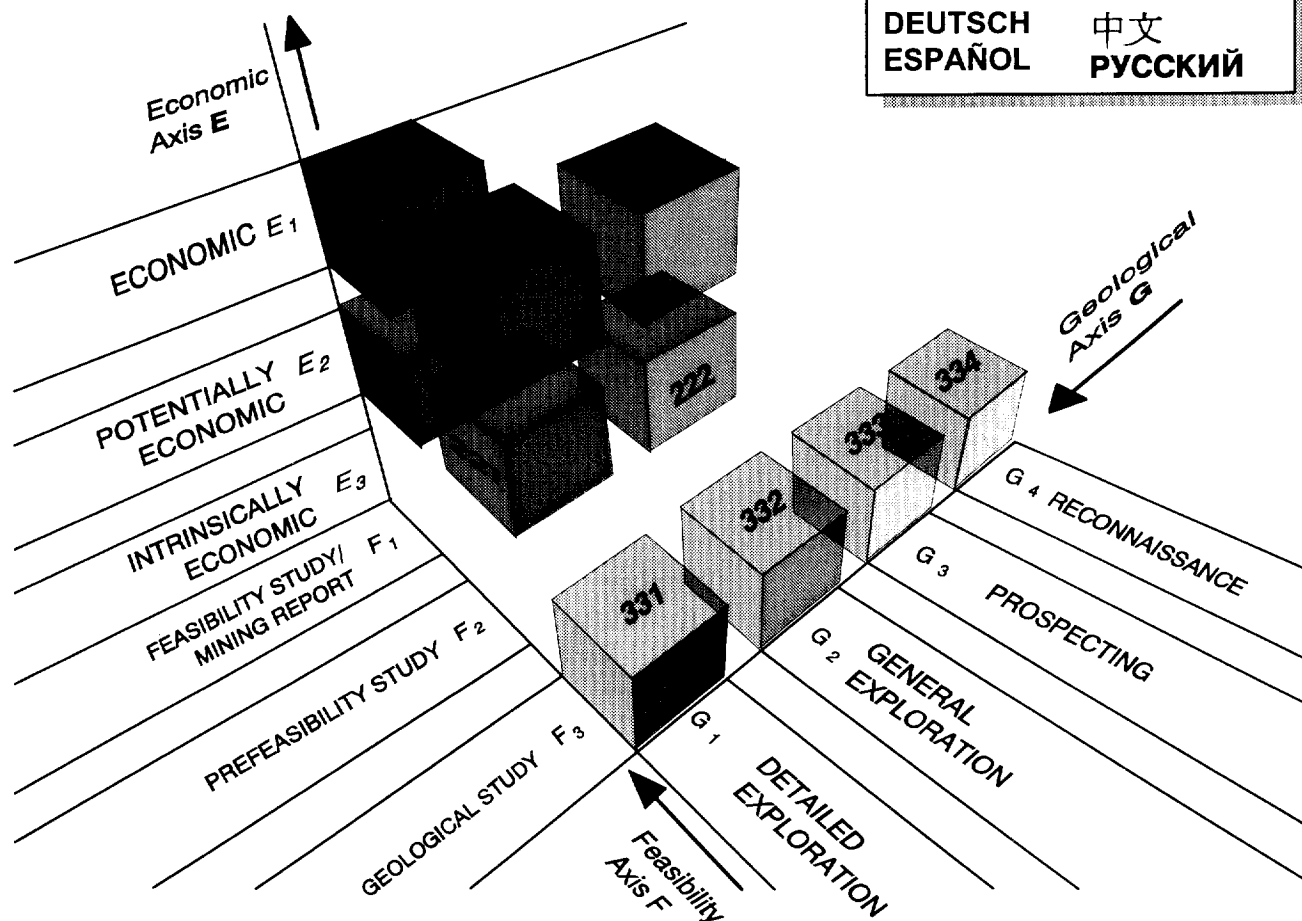 DEUTSCH 中文
ESPAÑOL РУССКИЙ
Economic
Axis E
ECONOMIC E1
POTENTIALLY E2
ECONOMIC
INTRINSICALLY E3
ECONOMIC
FEASIBILITY STUDY/ F1
MINING REPORT
PREFEASIBILITY STUDY F2
GEOLOGICAL STUDY F3
222
331
332
333
334
Geological
Axis G
G4 RECONNAISSANCE
G3 PROSPECTING
G2 GENERAL
EXPLORATION
G1 DETAILED
EXPLORATION
Feasibility
Axis F